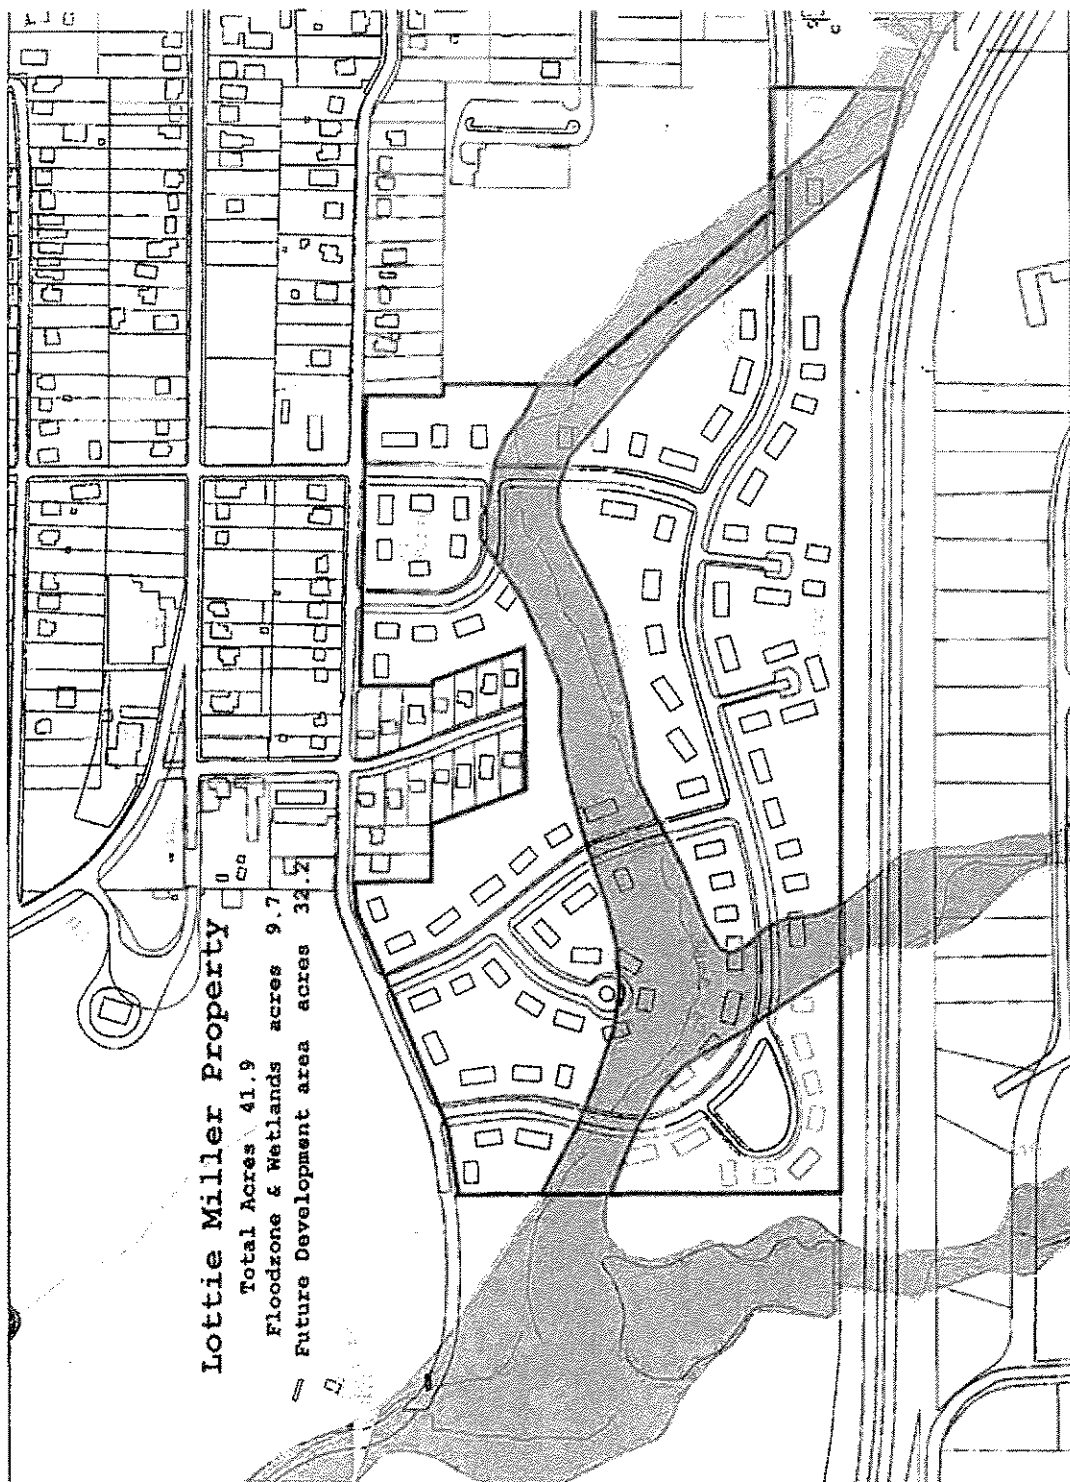 Lottie Miller Property
Total Acres 41.9
Floodzone & Wetlands acres 9.7
Future Development area acres 32.2